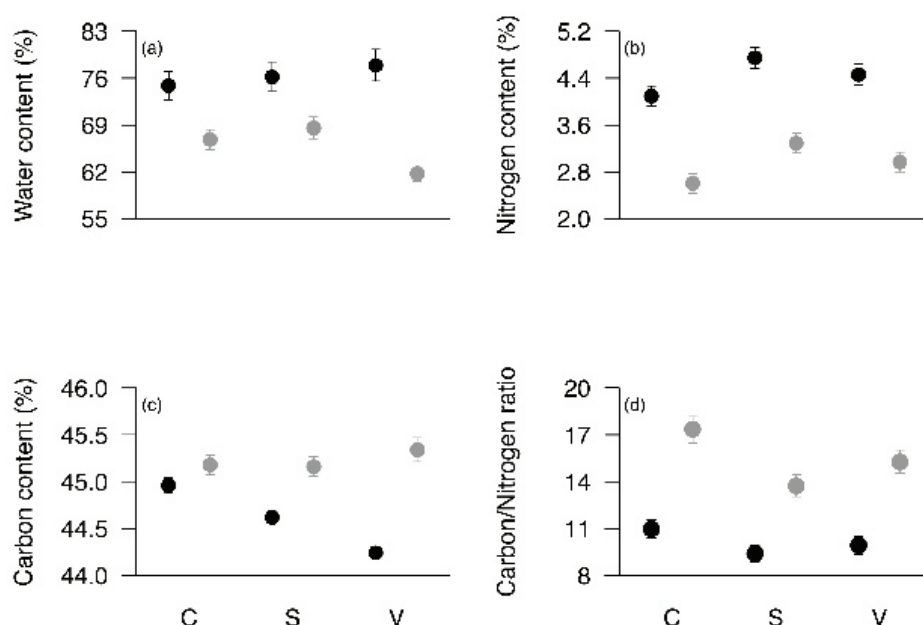 Water content (%)
83
76
69
62
55
(a)
Nitrogen content (%)
5.2
4.4
3.6
2.8
2.0
(b)
Carbon content (%)
46.0
45.5
45.0
44.5
44.0
(c)
C S V
Carbon/Nitrogen ratio
20
17
14
11
8
(d)
C S V